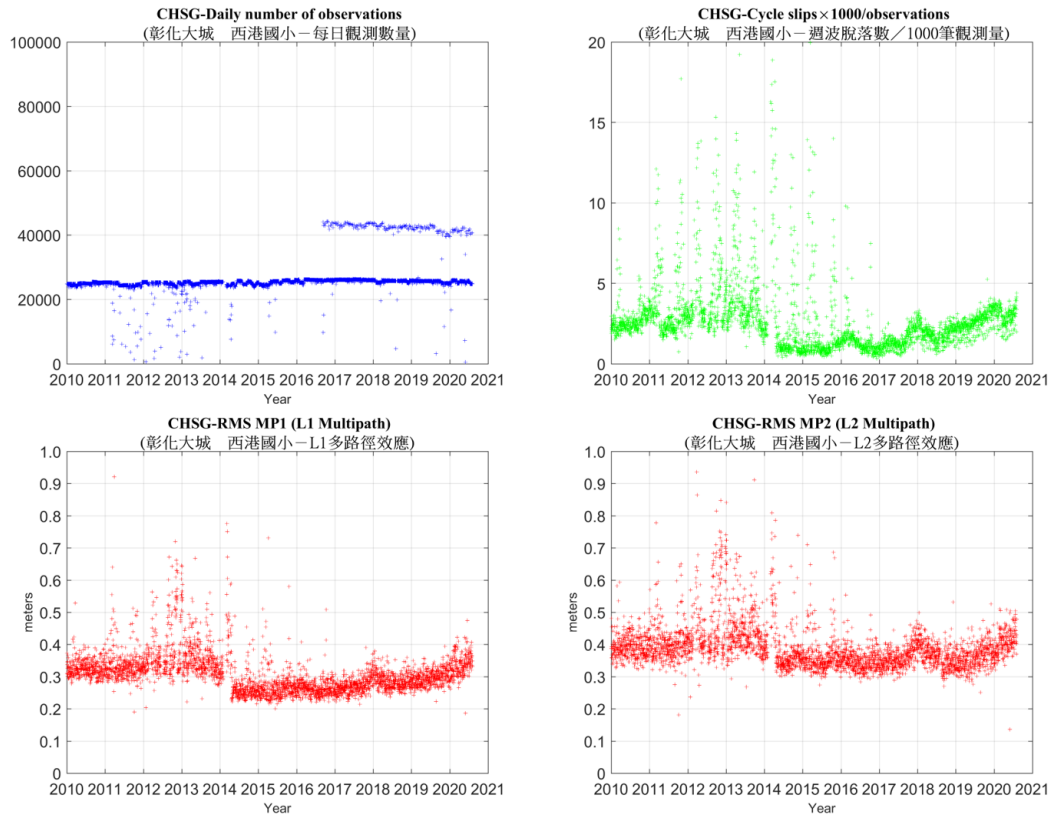 CHSG-Daily number of observations
(彰化大城　西港國小－每日觀測數量)
100000
80000
60000
40000
20000
0
2010 2011 2012 2013 2014 2015 2016 2017 2018 2019 2020 2021
Year
CHSG-Cycle slips×1000/observations
(彰化大城　西港國小－週波脫落數／1000筆觀測量)
20
15
10
5
0
2010 2011 2012 2013 2014 2015 2016 2017 2018 2019 2020 2021
Year
CHSG-RMS MP1 (L1 Multipath)
(彰化大城　西港國小－L1多路徑效應)
1.0
0.9
0.8
0.7
0.6
0.5
0.4
0.3
0.2
0.1
0
meters
2010 2011 2012 2013 2014 2015 2016 2017 2018 2019 2020 2021
Year
CHSG-RMS MP2 (L2 Multipath)
(彰化大城　西港國小－L2多路徑效應)
1.0
0.9
0.8
0.7
0.6
0.5
0.4
0.3
0.2
0.1
0
meters
2010 2011 2012 2013 2014 2015 2016 2017 2018 2019 2020 2021
Year